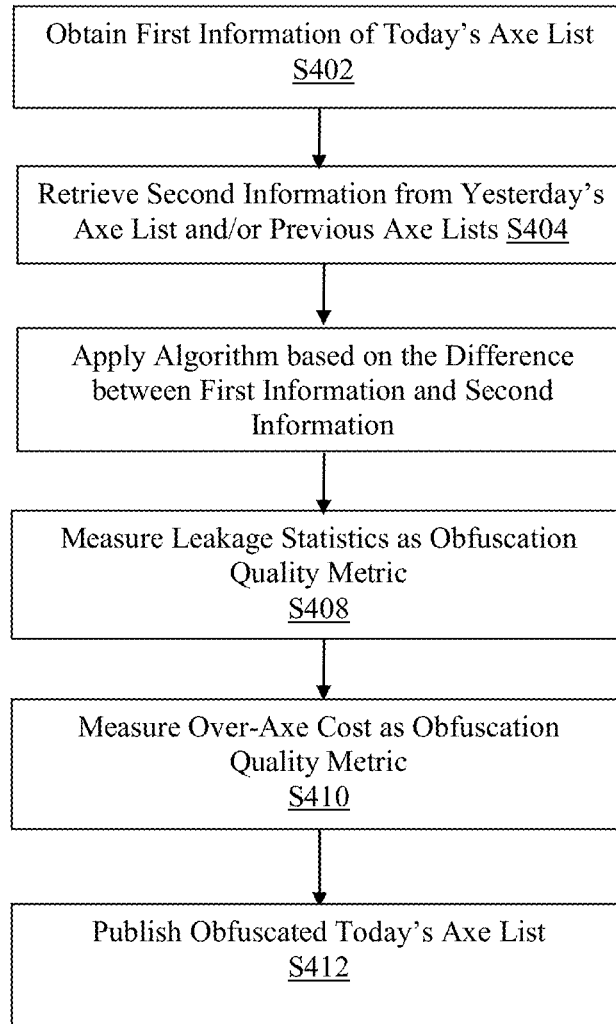 Obtain First Information of Today's Axe List
S402
Retrieve Second Information from Yesterday's
Axe List and/or Previous Axe Lists S404
Apply Algorithm based on the Difference
between First Information and Second
Information
Measure Leakage Statistics as Obfuscation
Quality Metric
S408
Measure Over-Axe Cost as Obfuscation
Quality Metric
S410
Publish Obfuscated Today's Axe List
S412